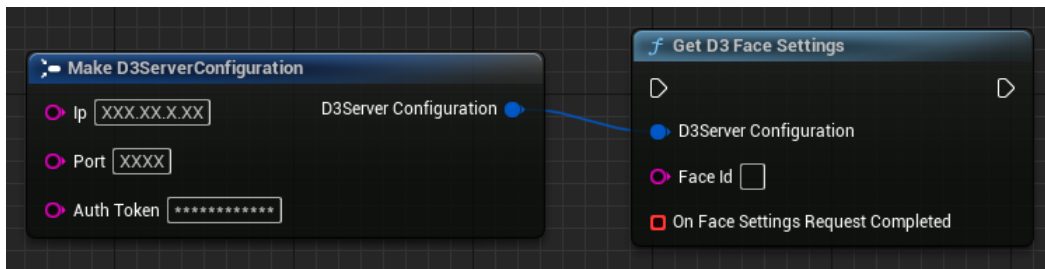 Make D3ServerConfiguration
Ip XXX.XX.X.XX
D3Server Configuration
Port XXXX
Auth Token ************
f Get D3 Face Settings
D3Server Configuration
Face Id
On Face Settings Request Completed